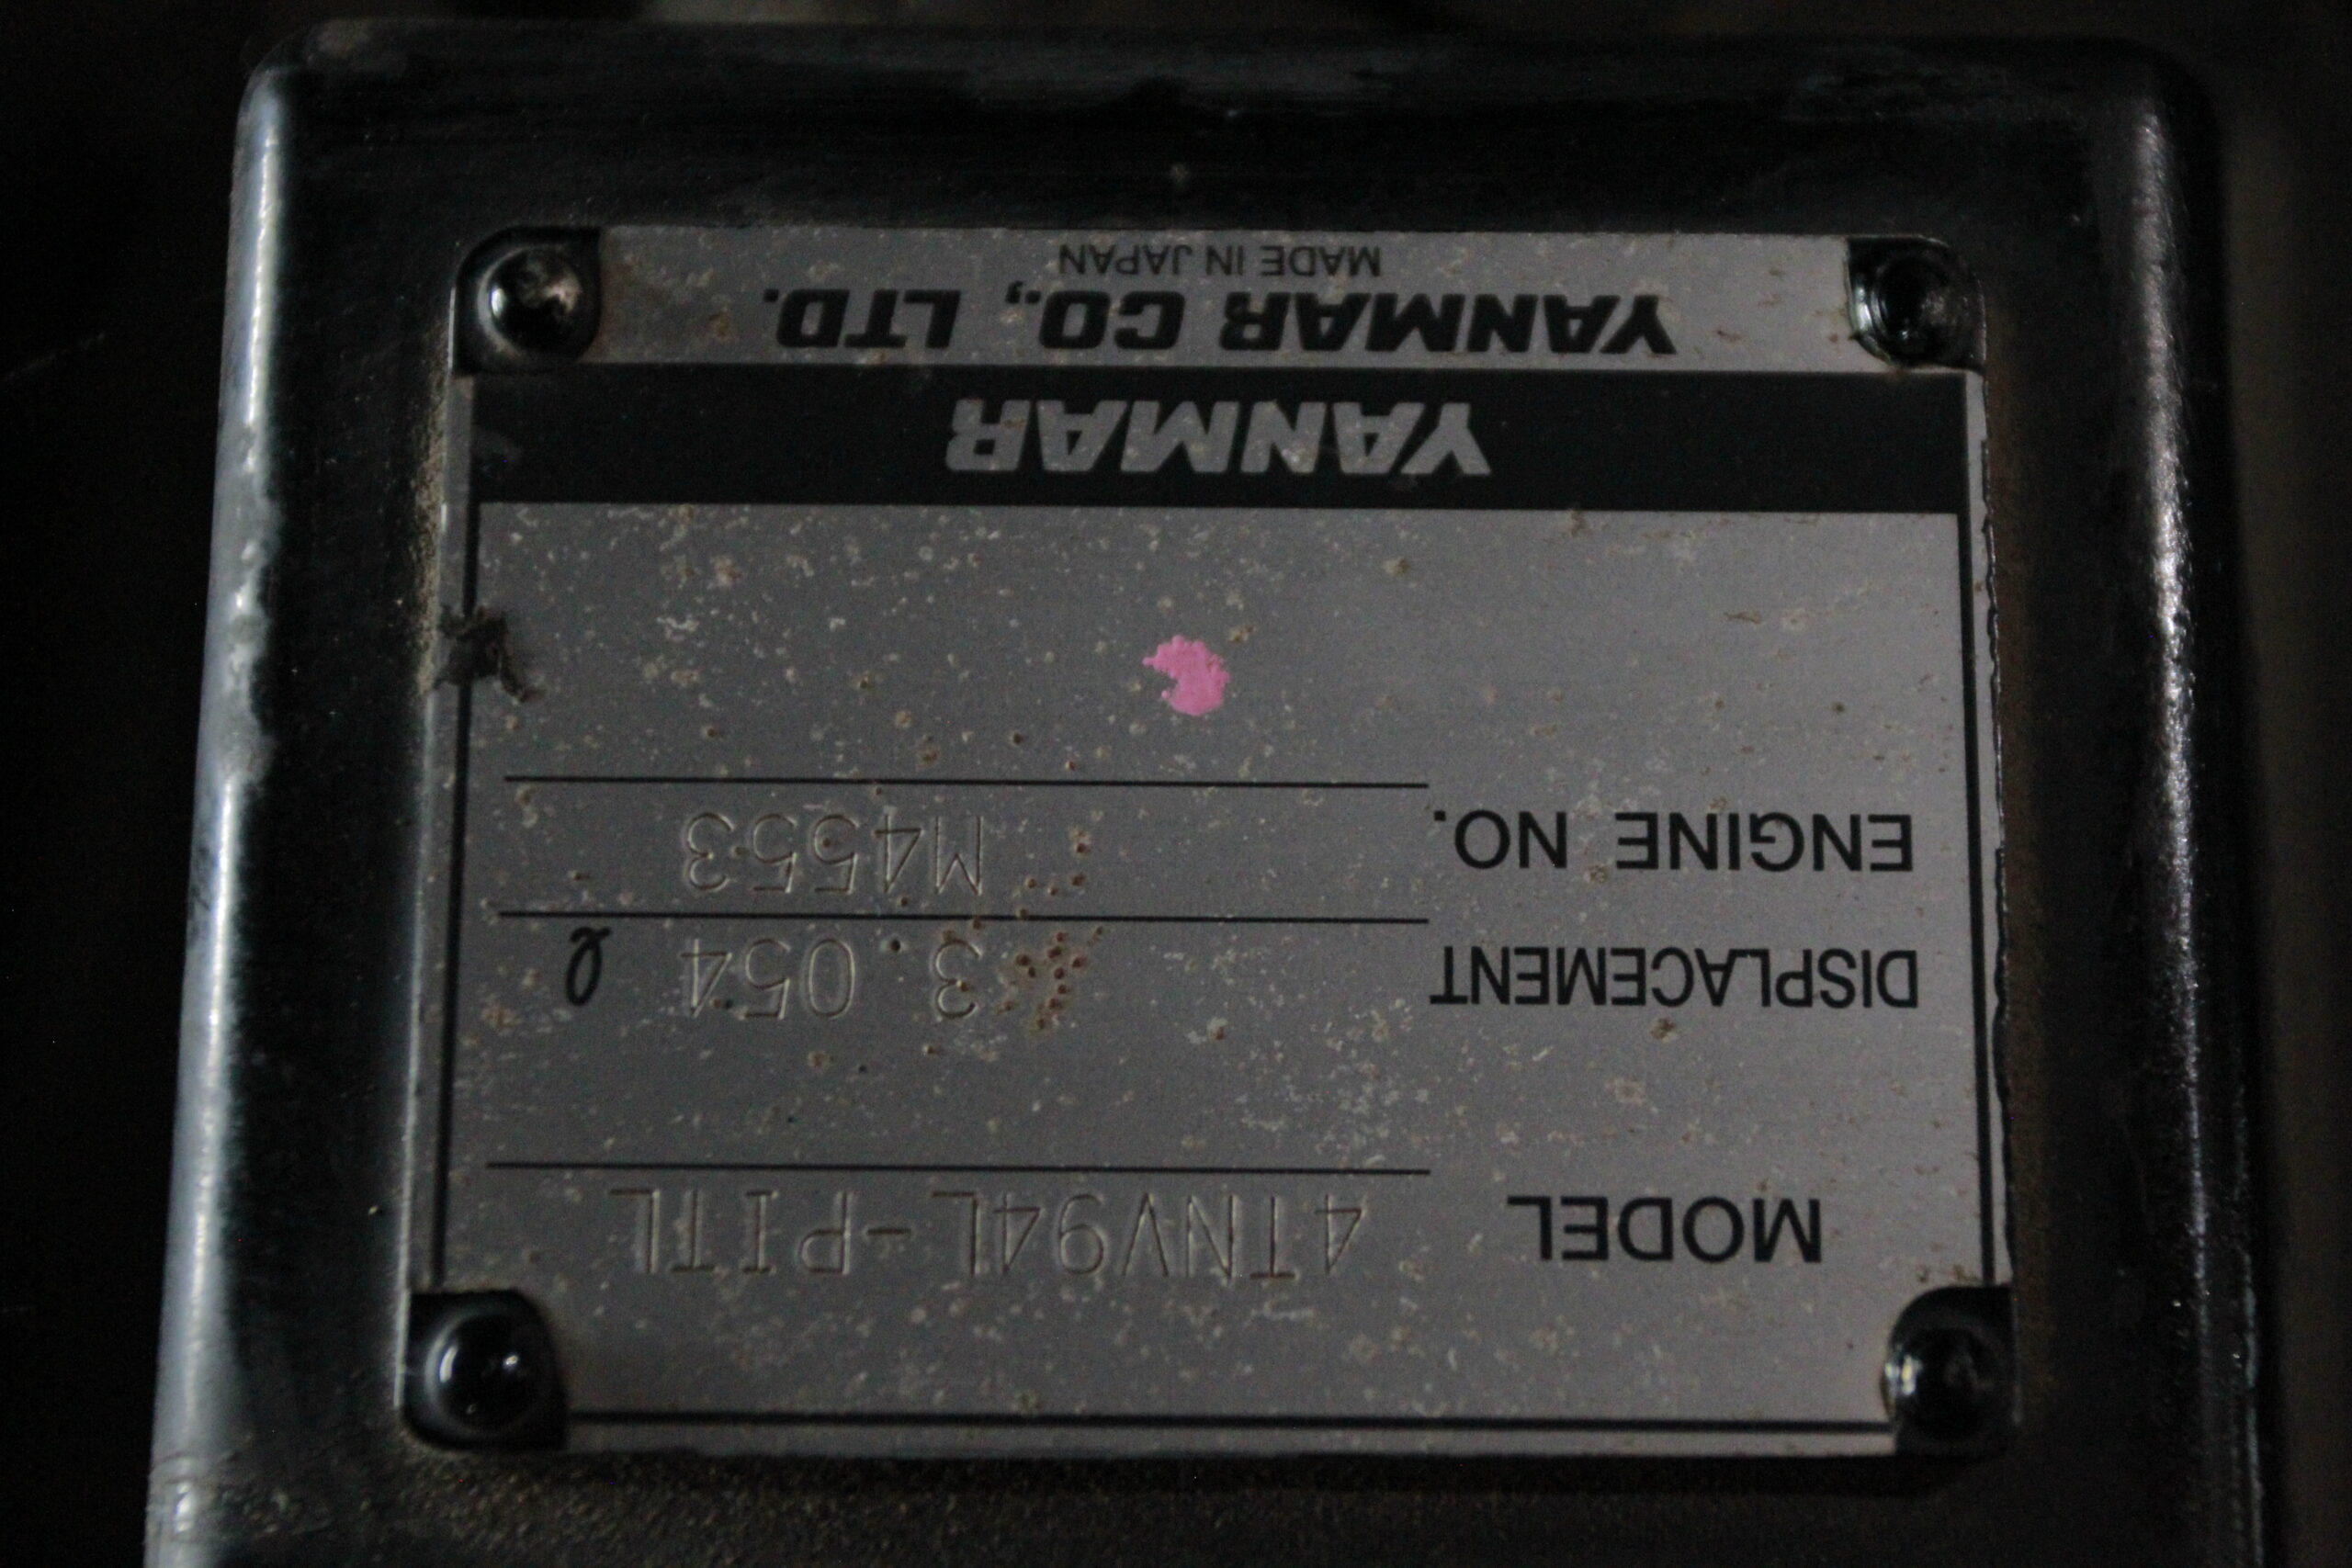 MODEL 4TNV94L-PITL
DISPLACEMENT 3.054 ℓ
ENGINE NO. M4553
YANMAR
YANMAR CO., LTD.
MADE IN JAPAN